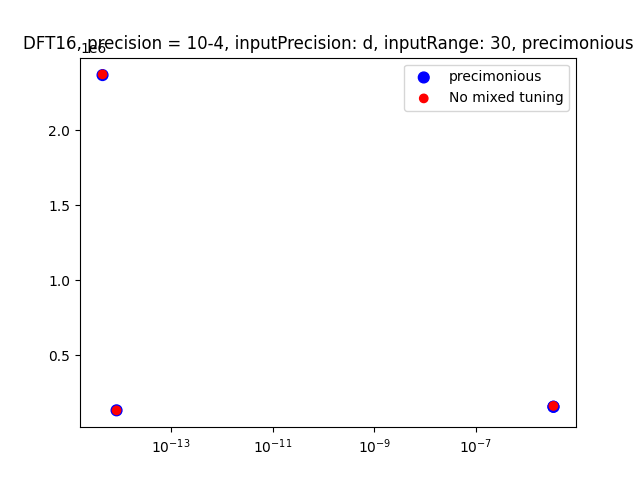 DFT16, precision = 10-4, inputPrecision: d, inputRange: 30, precimonious
1e6
precimonious
No mixed tuning
2.0
1.5
1.0
0.5
10⁻¹³
10⁻¹¹
10⁻⁹
10⁻⁷